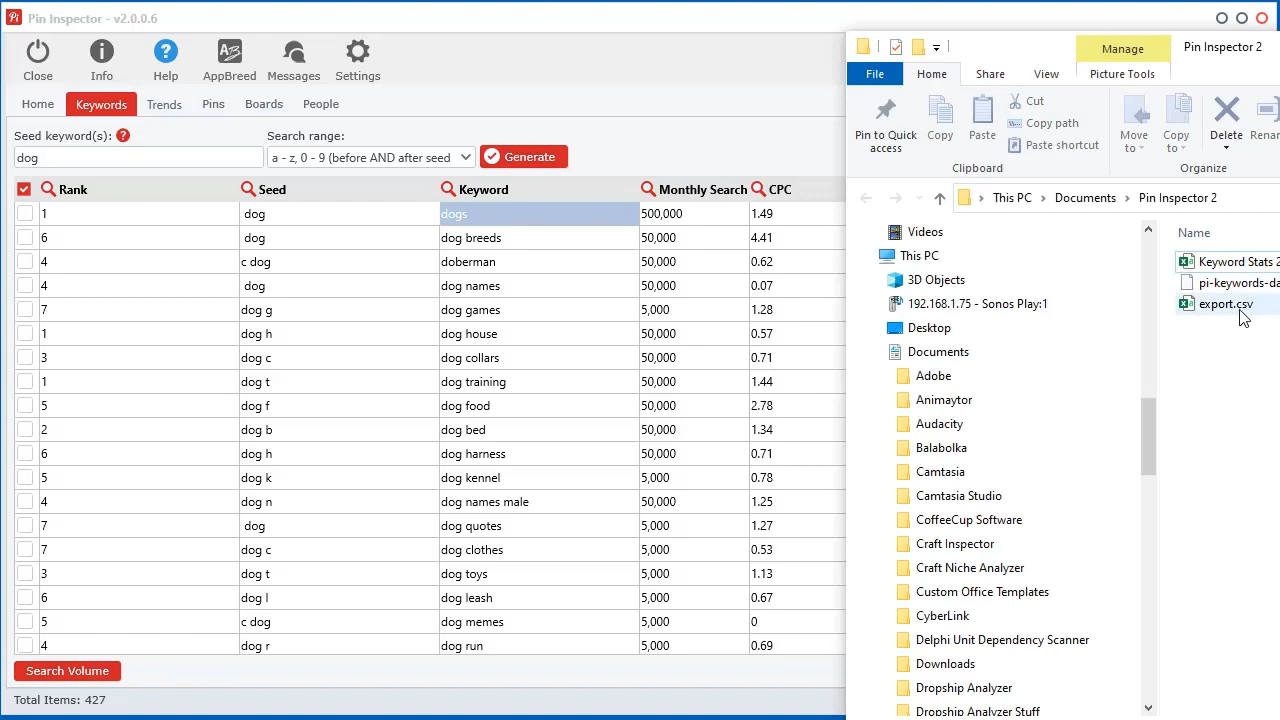 Pin Inspector - v2.0.0.6
Close Info Help AppBreed Messages Settings
Home Keywords Trends Pins Boards People
Seed keyword(s): Search range:
dog a - z, 0 - 9 (before AND after seed Generate
Rank Seed Keyword Monthly Search CPC
1 dog dogs 500,000 1.49
6 dog dog breeds 50,000 4.41
4 c dog doberman 50,000 0.62
4 dog dog names 50,000 0.07
7 dog g dog games 5,000 1.28
1 dog h dog house 50,000 0.57
3 dog c dog collars 50,000 0.71
1 dog t dog training 50,000 1.44
5 dog f dog food 50,000 2.78
2 dog b dog bed 50,000 1.34
6 dog h dog harness 50,000 0.71
5 dog k dog kennel 5,000 0.78
4 dog n dog names male 50,000 1.25
7 dog dog quotes 5,000 1.27
7 dog c dog clothes 5,000 0.53
3 dog t dog toys 5,000 1.13
6 dog l dog leash 5,000 0.67
5 c dog dog memes 5,000 0
4 dog r dog run 5,000 0.69
Search Volume
Total Items: 427
Manage Pin Inspector 2
File Home Share View Picture Tools
Pin to Quick access Copy Paste Cut
Copy path
Paste shortcut
Move to Copy to Delete Renan
Clipboard Organize
This PC Documents Pin Inspector 2
Name
Videos
This PC
3D Objects
192.168.1.75 - Sonos Play:1
Desktop
Documents
Adobe
Animaytor
Audacity
Balabolka
Camtasia
Camtasia Studio
CoffeeCup Software
Craft Inspector
Craft Niche Analyzer
Custom Office Templates
CyberLink
Delphi Unit Dependency Scanner
Downloads
Dropship Analyzer
Dropship Analyzer Stuff
Keyword Stats 2
pi-keywords-da
export.csv